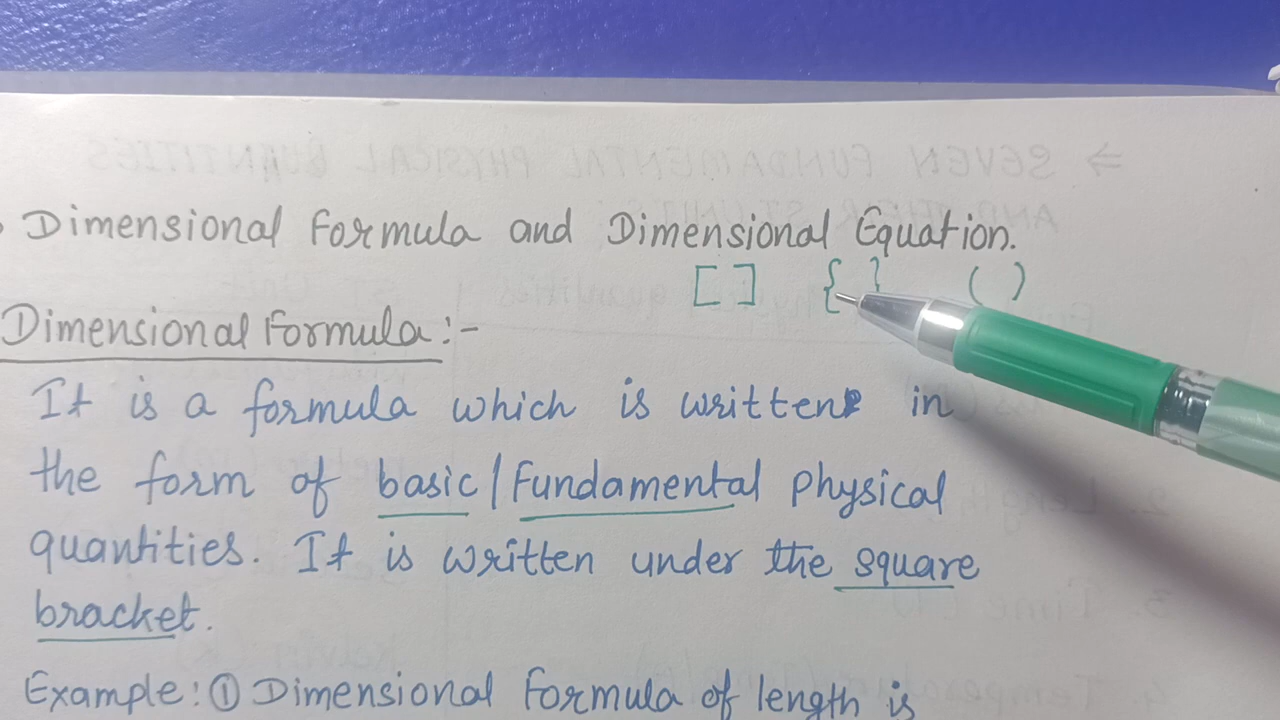 Dimensional Formula and Dimensional Equation.
[ ] { } ( )
Dimensional Formula :-
It is a formula which is written in
the form of basic/Fundamental physical
quantities. It is written under the square
bracket.
Example: ① Dimensional Formula of length is